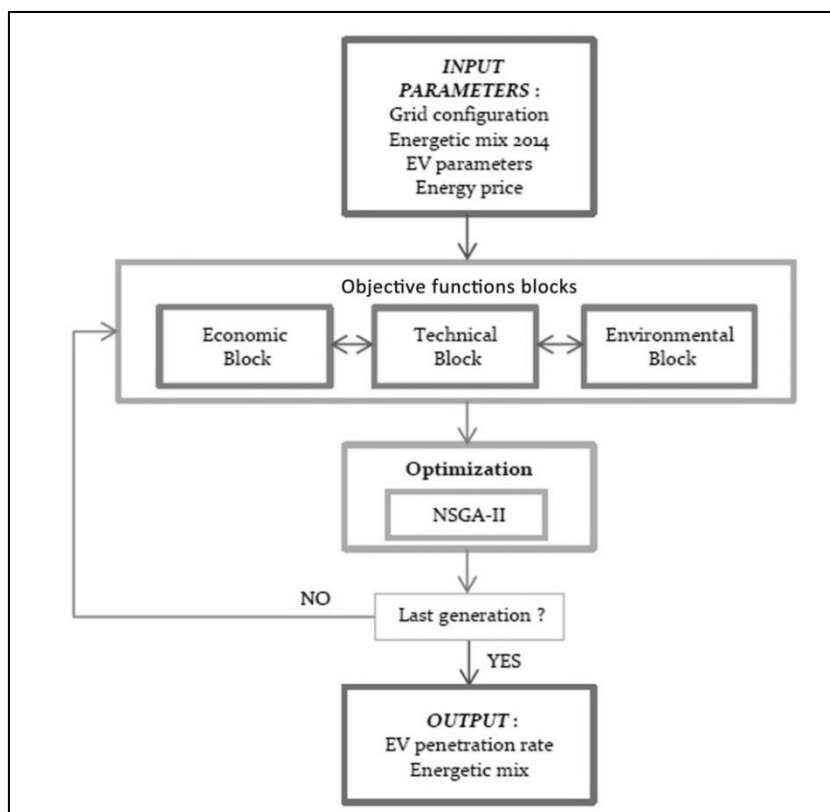 INPUT
PARAMETERS :
Grid configuration
Energetic mix 2014
EV parameters
Energy price
Objective functions blocks
Economic
Block
Technical
Block
Environmental
Block
Optimization
NSGA-II
Last generation ?
NO
YES
OUTPUT :
EV penetration rate
Energetic mix